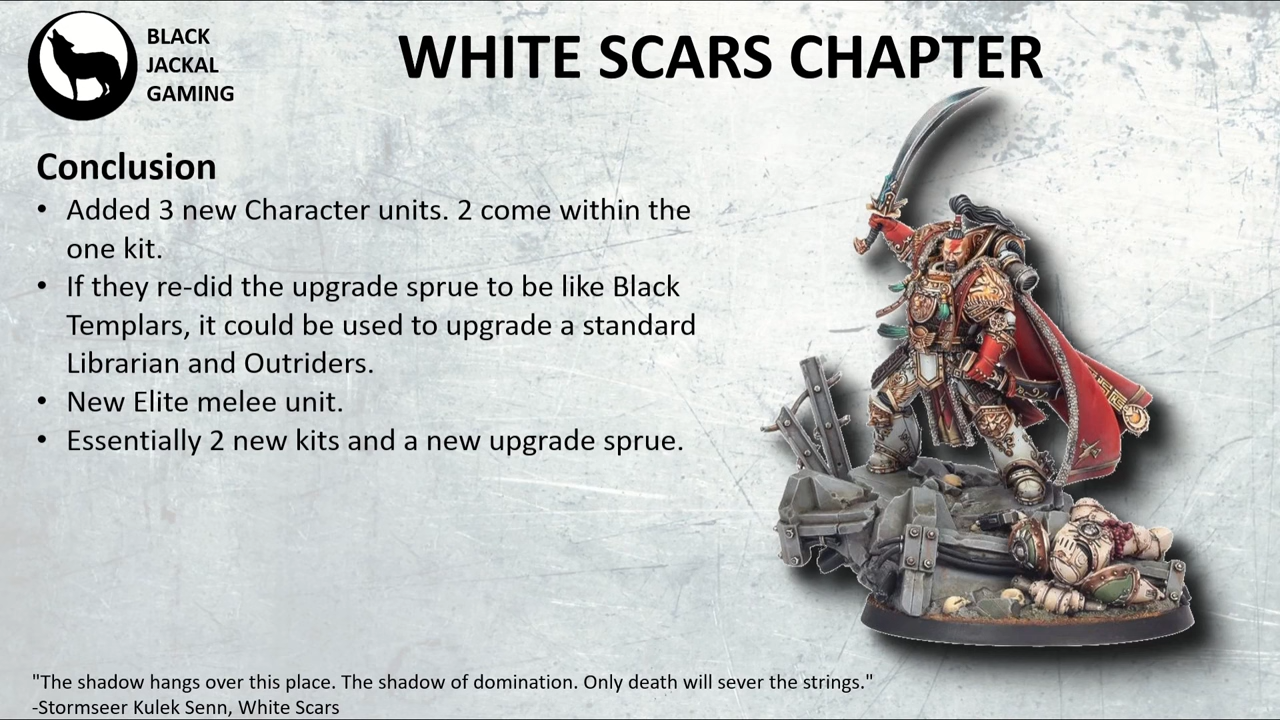 BLACK
JACKAL
GAMING
WHITE SCARS CHAPTER
Conclusion
• Added 3 new Character units. 2 come within the
one kit.
• If they re-did the upgrade sprue to be like Black
Templars, it could be used to upgrade a standard
Librarian and Outriders.
• New Elite melee unit.
• Essentially 2 new kits and a new upgrade sprue.
"The shadow hangs over this place. The shadow of domination. Only death will sever the strings."
-Stormseer Kulek Senn, White Scars